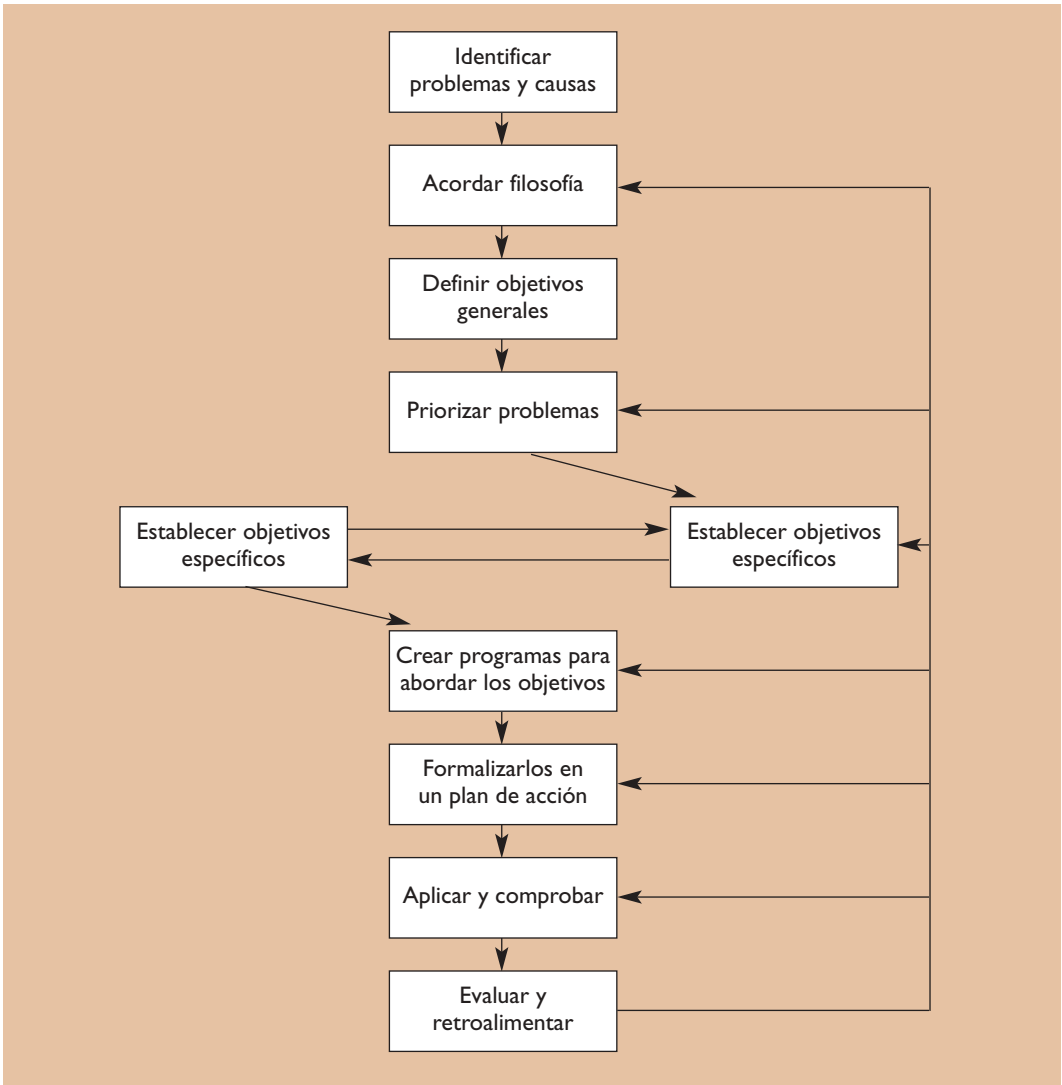 Identificar
problemas y causas
Acordar filosofía
Definir objetivos
generales
Priorizar problemas
Establecer objetivos
específicos
Establecer objetivos
específicos
Crear programas para
abordar los objetivos
Formalizarlos en
un plan de acción
Aplicar y comprobar
Evaluar y
retroalimentar